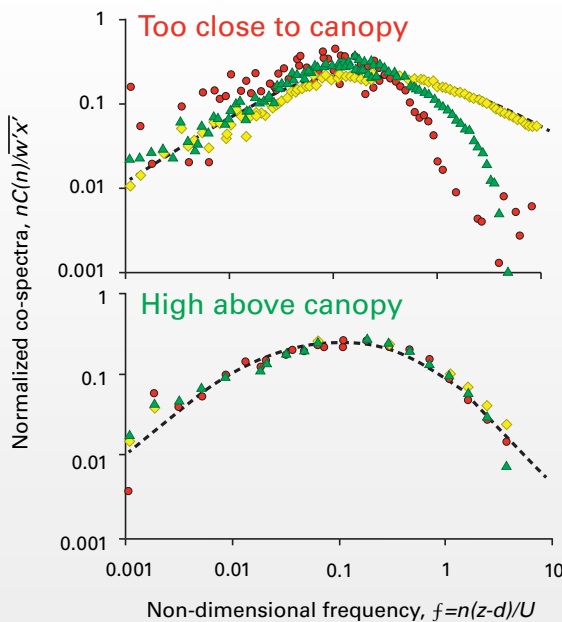 Too close to canopy
1
0.1
0.01
0.001
Normalized co-spectra, nC(n)/w′x′
High above canopy
1
0.1
0.01
0.001
0.001 0.01 0.1 1 10
Non-dimensional frequency, ƒ=n(z-d)/U